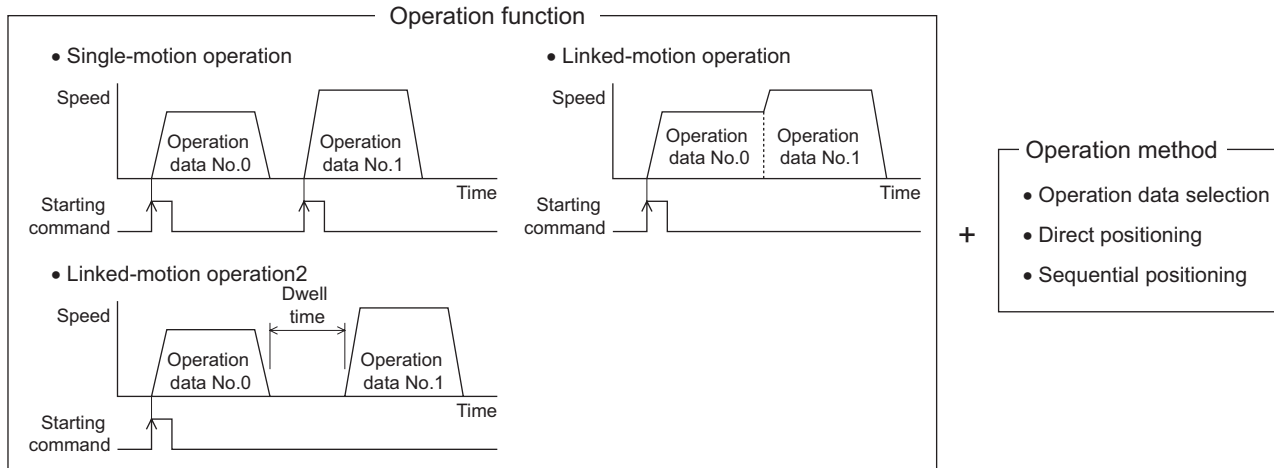 Operation function
• Single-motion operation
Speed
Operation
data No.0
Operation
data No.1
Time
Starting
command
• Linked-motion operation
Speed
Operation
data No.0
Operation
data No.1
Time
Starting
command
• Linked-motion operation2
Dwell
time
Speed
Operation
data No.0
Operation
data No.1
Time
Starting
command
+
Operation method
• Operation data selection
• Direct positioning
• Sequential positioning